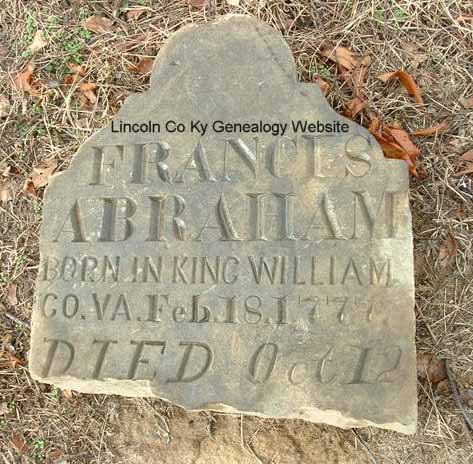 Lincoln Co Ky Genealogy Website
FRANCES
ABRAHAM
BORN IN KING WILLIAM
CO. VA. Feb. 18. 1777
DIED Oct 12